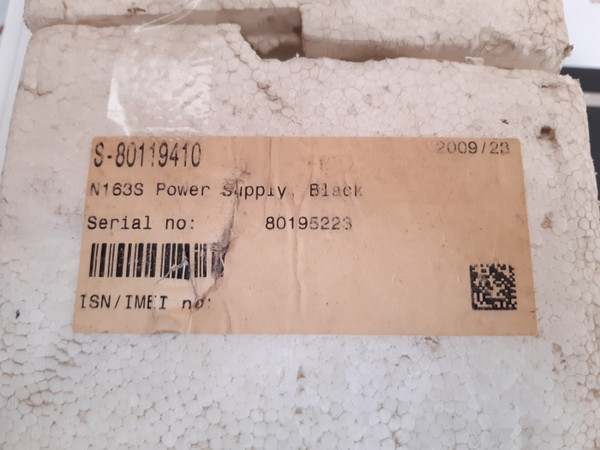 S-80119410 2009/23
N163S Power Supply, Black
Serial no: 80195223
ISN/IMEI no: